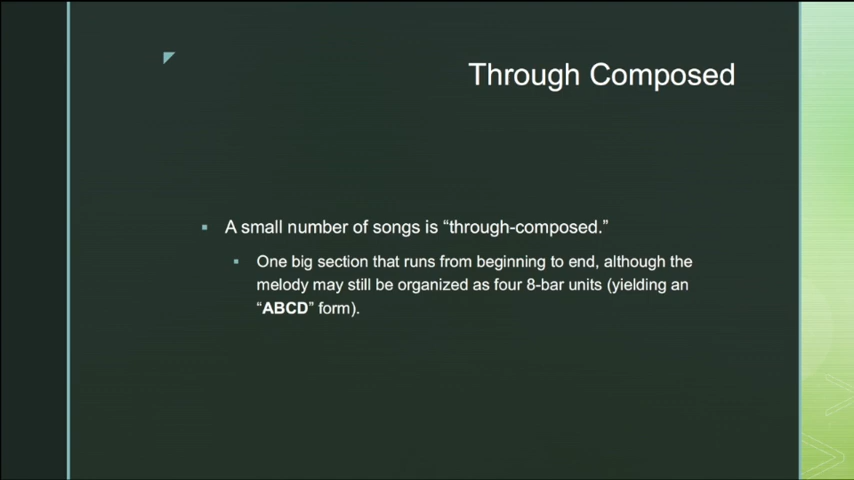 Through Composed
A small number of songs is “through-composed.”
One big section that runs from beginning to end, although the
melody may still be organized as four 8-bar units (yielding an
“ABCD” form).